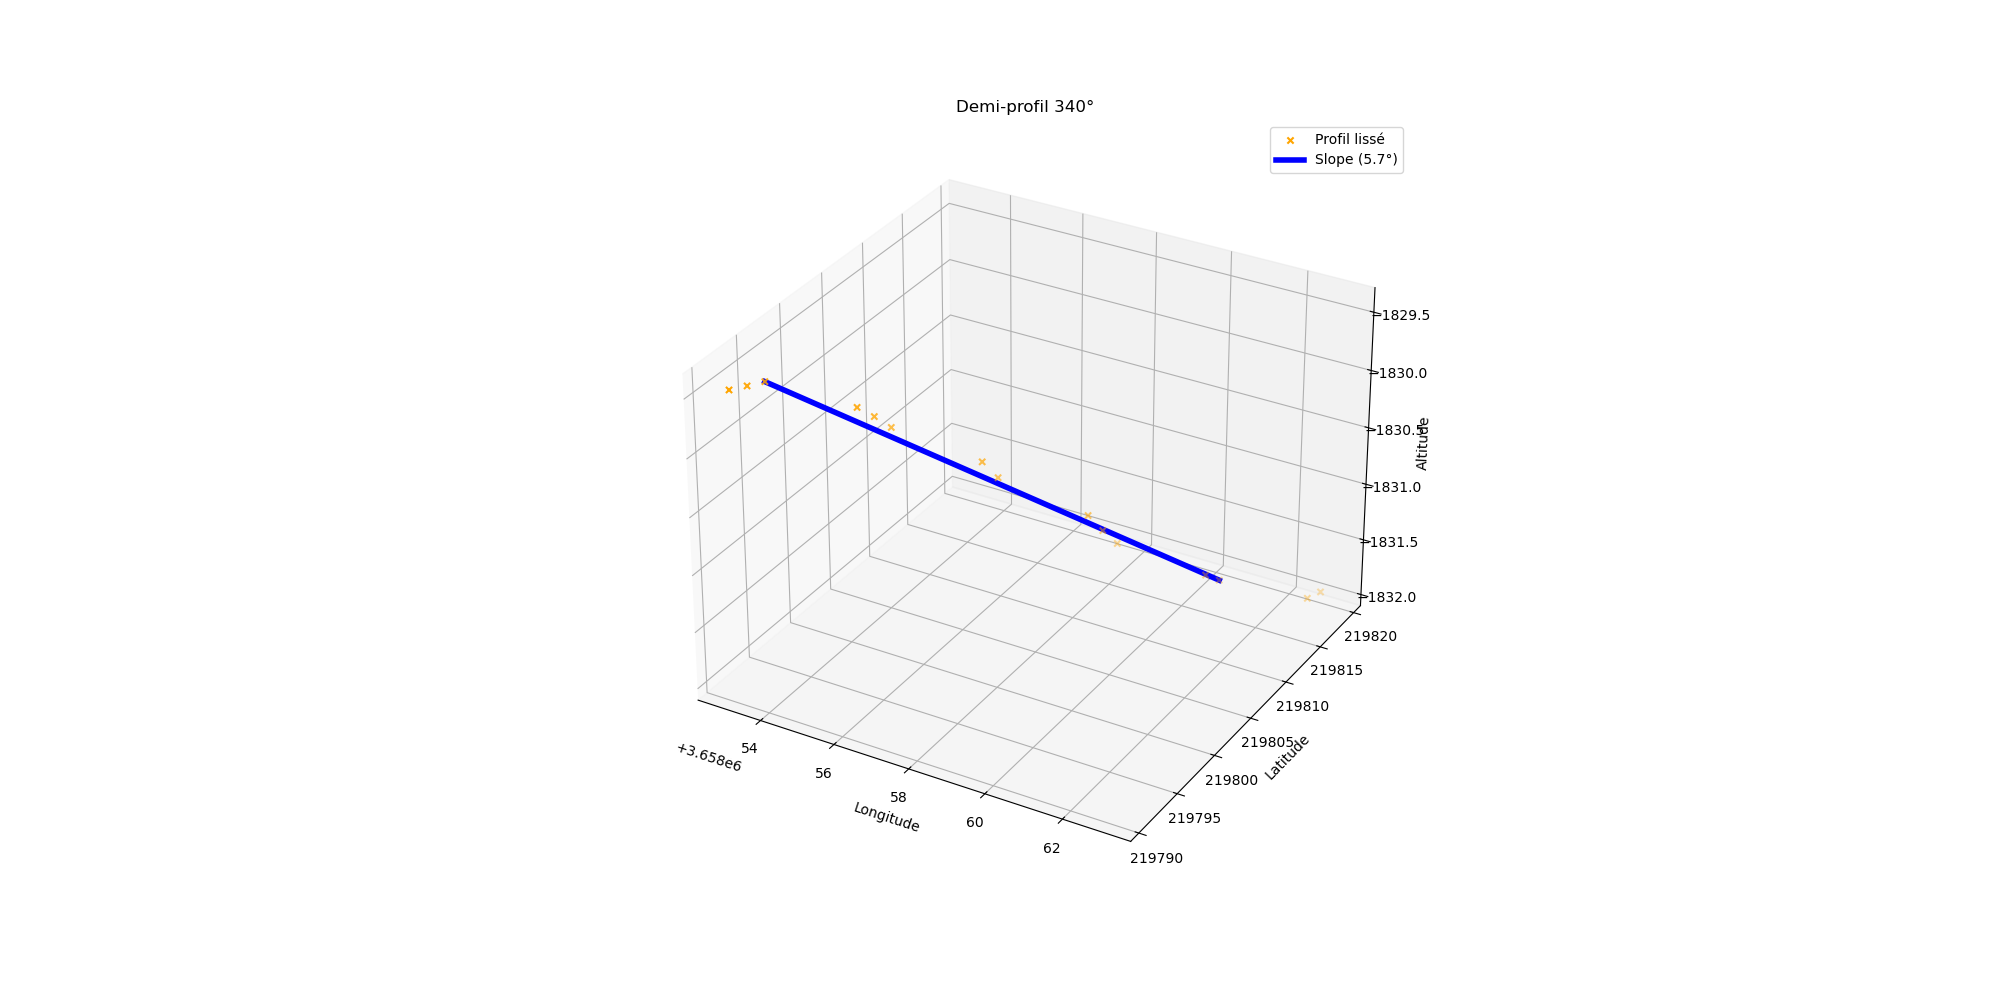 Demi-profil 340°
Profil lissé
Slope (5.7°)
−1829.5
−1830.0
−1830.5
−1831.0
−1831.5
−1832.0
Altitude
219820
219815
219810
219805
219800
219795
219790
Latitude
+3.658e6
54
56
58
60
62
Longitude